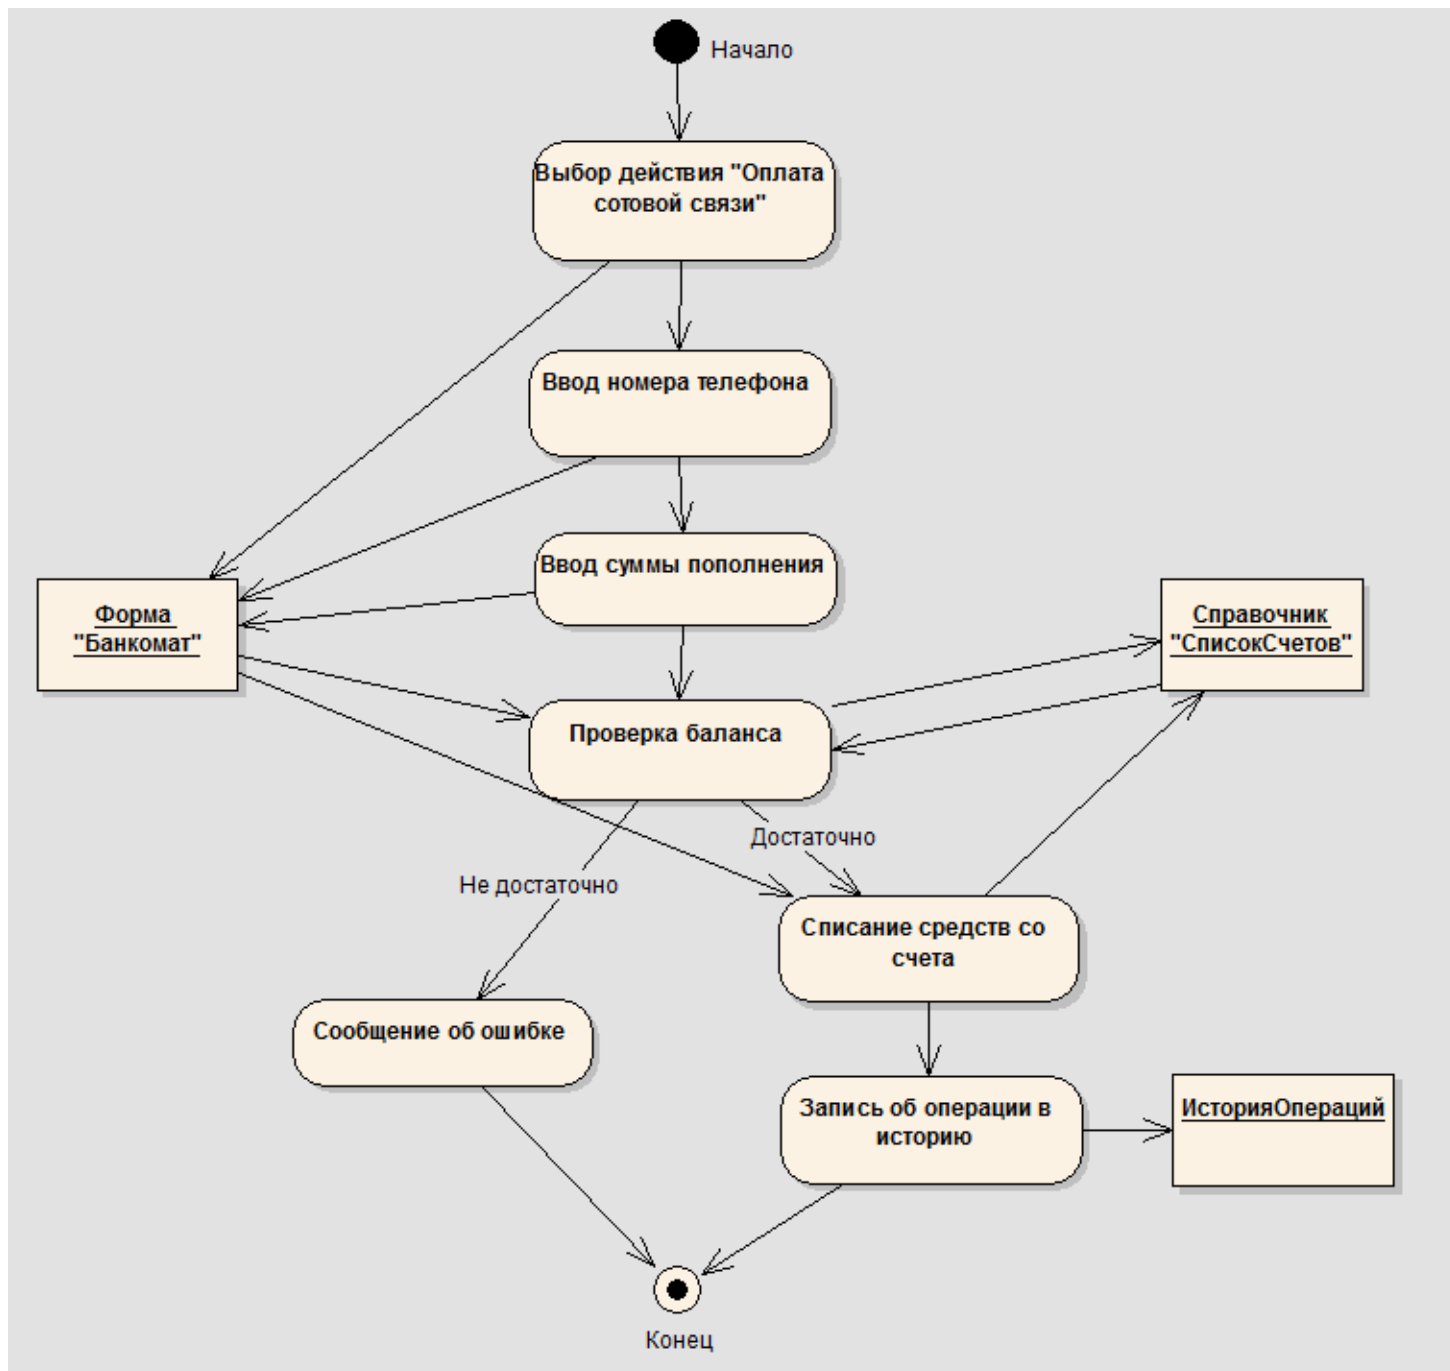 Начало
Выбор действия "Оплата
сотовой связи"
Ввод номера телефона
Ввод суммы пополнения
Форма
"Банкомат"
Справочник
"СписокСчетов"
Проверка баланса
Достаточно
Не достаточно
Списание средств со
счета
Сообщение об ошибке
Запись об операции в
историю
ИсторияОпераций
Конец